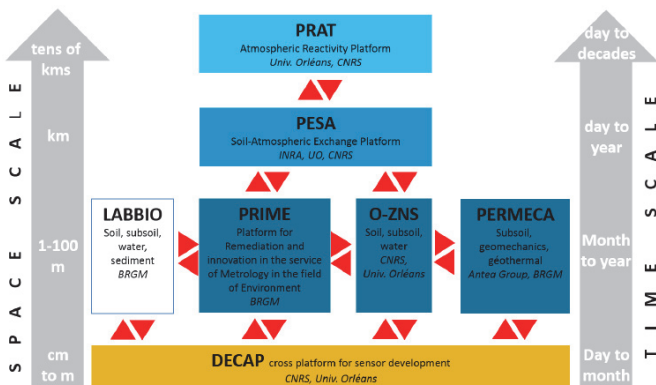 SPACE SCALE
tens of
kms
km
1-100
m
cm
to m
PRAT
Atmospheric Reactivity Platform
Univ. Orléans, CNRS
PESA
Soil-Atmospheric Exchange Platform
INRA, UO, CNRS
LABBIO
Soil, subsoil,
water,
sediment
BRGM
PRIME
Platform for
Remediation and
innovation in the service
of Metrology in the field
of Environment
BRGM
O-ZNS
Soil, subsoil,
water
CNRS,
Univ. Orléans
PERMECA
Subsoil,
geomechanics,
géothermal
Antea Group, BRGM
DECAP cross platform for sensor development
CNRS, Univ. Orléans
day to
decades
day to
year
Month
to year
Day to
month
TIME SCALE